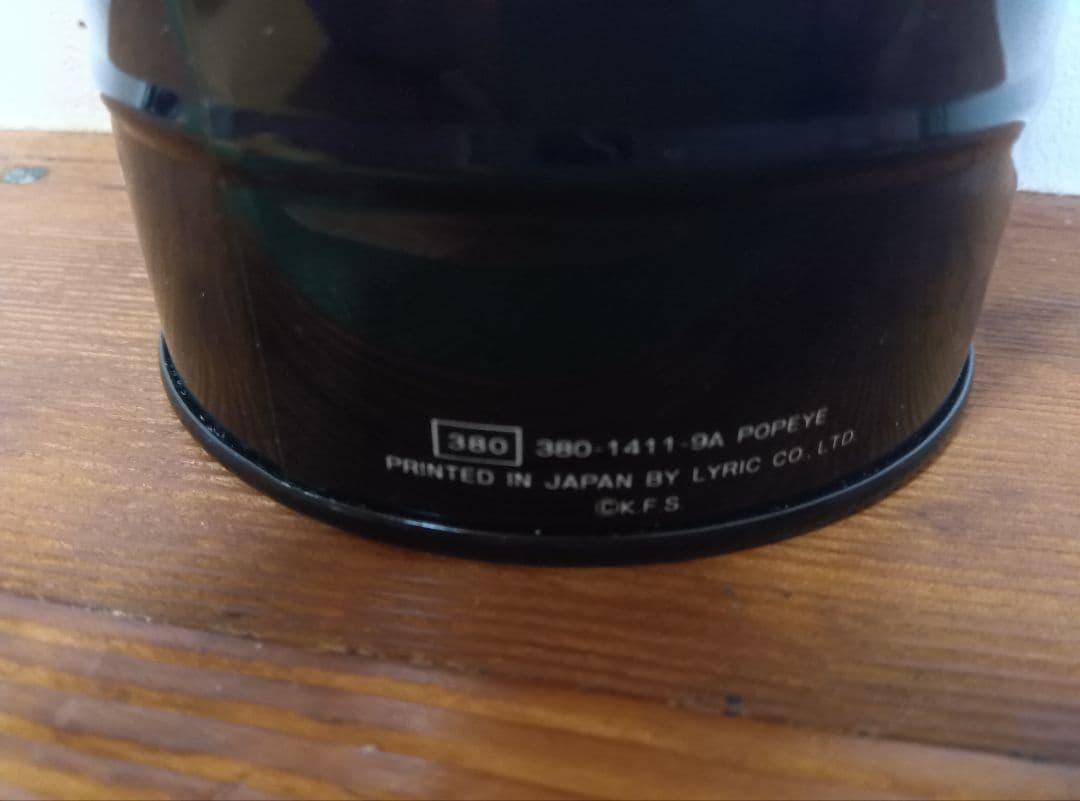 380 380-1411-9A POPEYE
PRINTED IN JAPAN BY LYRIC CO., LTD.
©K.F.S.